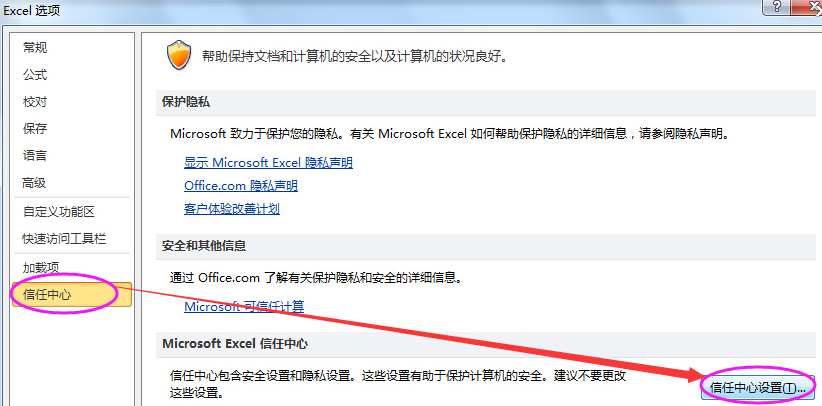 Excel 选项
常规
公式
校对
保存
语言
高级
自定义功能区
快速访问工具栏
加载项
信任中心
帮助保持文档和计算机的安全以及计算机的状况良好。
保护隐私
Microsoft 致力于保护您的隐私。有关 Microsoft Excel 如何帮助保护隐私的详细信息，请参阅隐私声明。
显示 Microsoft Excel 隐私声明
Office.com 隐私声明
客户体验改善计划
安全和其他信息
通过 Office.com 了解有关保护隐私和安全的详细信息。
Microsoft 可信任计算
Microsoft Excel 信任中心
信任中心包含安全设置和隐私设置。这些设置有助于保护计算机的安全。建议不要更改
这些设置。
信任中心设置(T)...